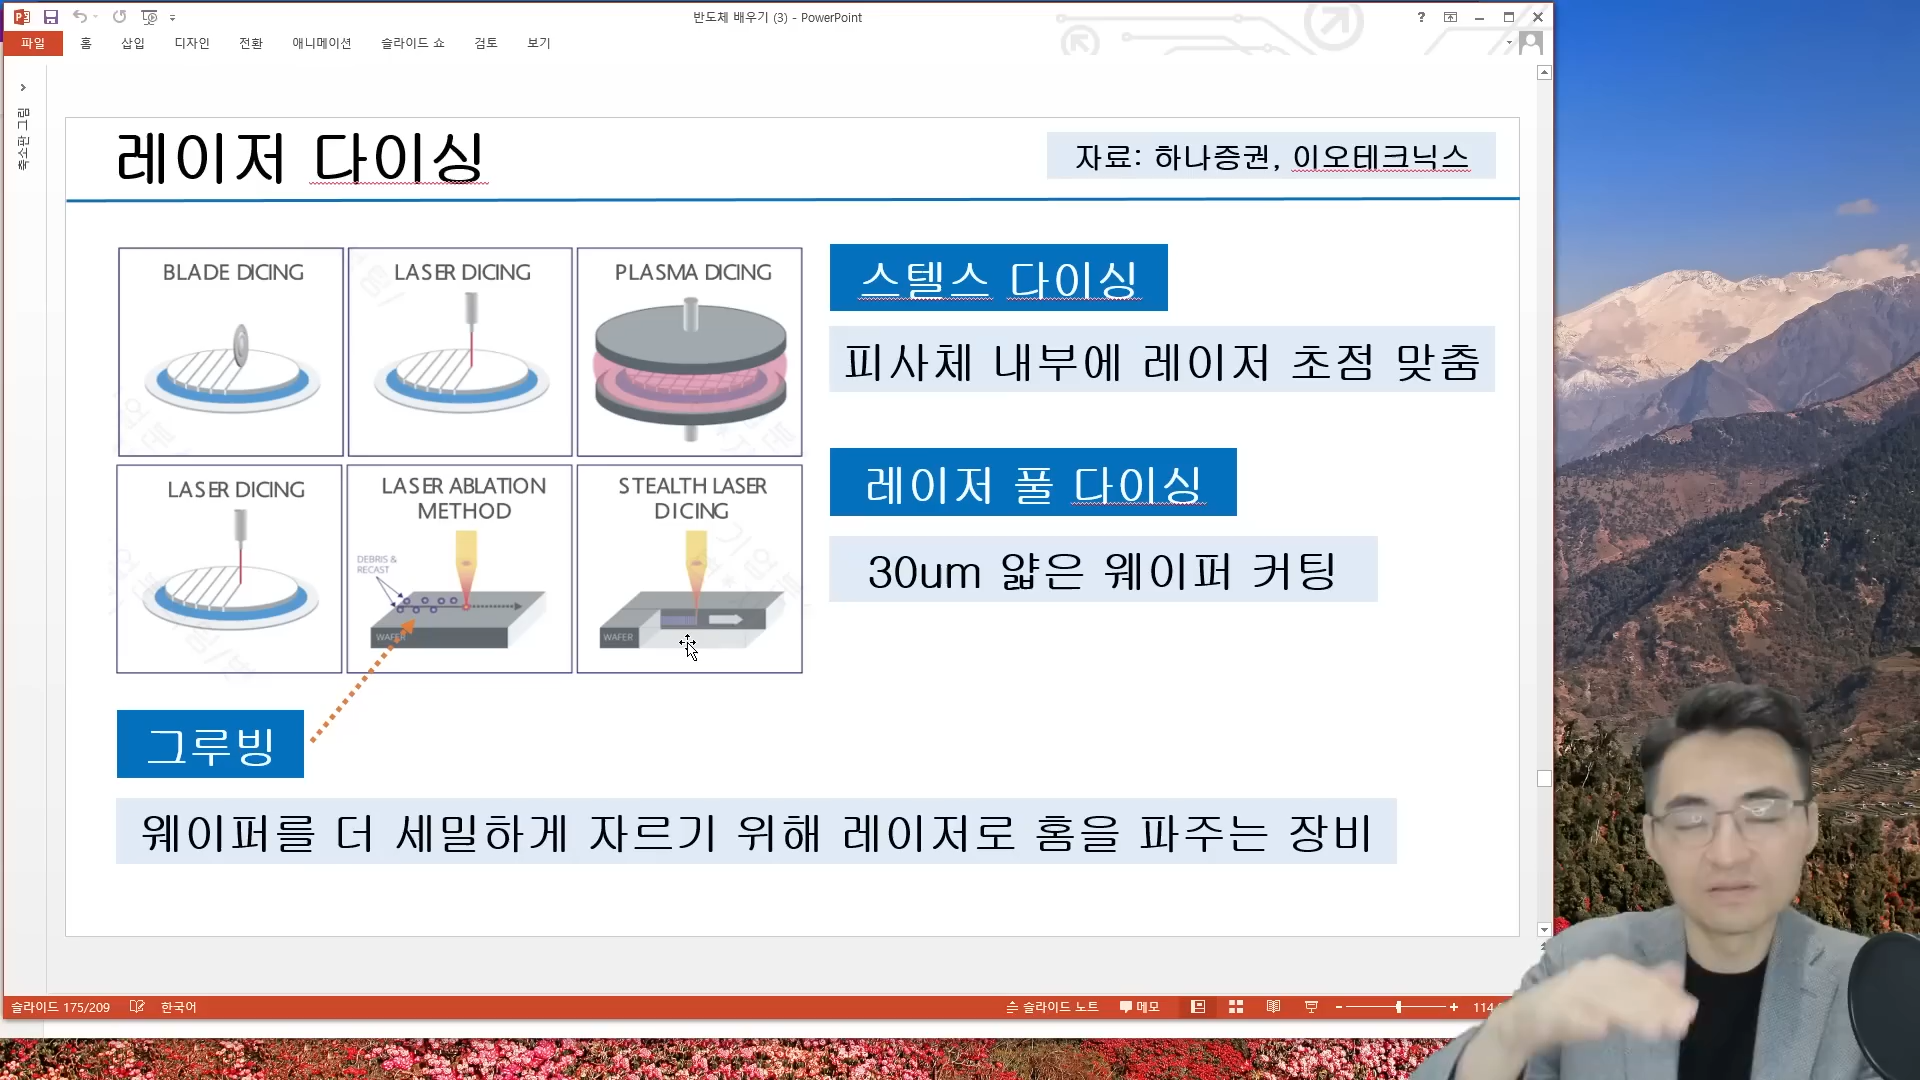 반도체 배우기 (3) - PowerPoint
파일 홈 삽입 디자인 전환 애니메이션 슬라이드 쇼 검토 보기
축소판 그림
레이저 다이싱
자료: 하나증권, 이오테크닉스
BLADE DICING
LASER DICING
PLASMA DICING
스텔스 다이싱
피사체 내부에 레이저 초점 맞춤
LASER DICING
LASER ABLATION
METHOD
DEBRIS &
RECAST
WAFER
STEALTH LASER
DICING
WAFER
레이저 풀 다이싱
30um 얇은 웨이퍼 커팅
그루빙
웨이퍼를 더 세밀하게 자르기 위해 레이저로 홈을 파주는 장비
슬라이드 175/209 한국어 슬라이드 노트 메모